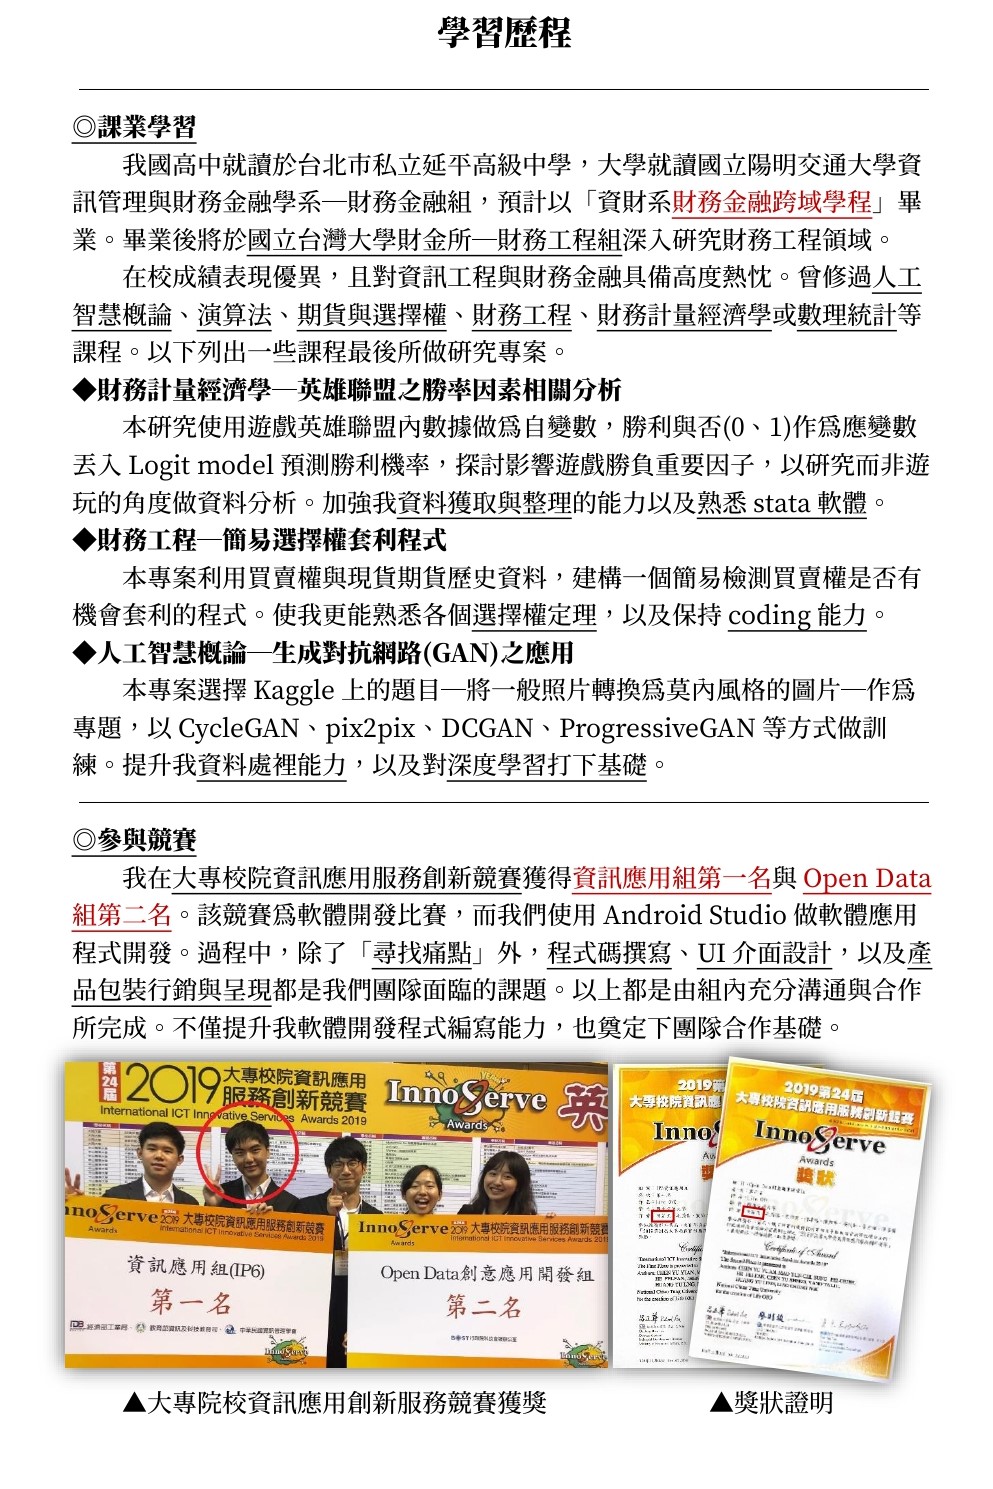 學習歷程
◎課業學習
我國高中就讀於台北市私立延平高級中學，大學就讀國立陽明交通大學資
訊管理與財務金融學系─財務金融組，預計以「資財系財務金融跨域學程」畢
業。畢業後將於國立台灣大學財金所─財務工程組深入研究財務工程領域。
在校成績表現優異，且對資訊工程與財務金融具備高度熱忱。曾修過人工
智慧概論、演算法、期貨與選擇權、財務工程、財務計量經濟學或數理統計等
課程。以下列出一些課程最後所做研究專案。
◆財務計量經濟學─英雄聯盟之勝率因素相關分析
本研究使用遊戲英雄聯盟內數據做為自變數，勝利與否(0、1)作為應變數
丟入 Logit model 預測勝利機率，探討影響遊戲勝負重要因子，以研究而非遊
玩的角度做資料分析。加強我資料獲取與整理的能力以及熟悉 stata 軟體。
◆財務工程─簡易選擇權套利程式
本專案利用買賣權與現貨期貨歷史資料，建構一個簡易檢測買賣權是否有
機會套利的程式。使我更能熟悉各個選擇權定理，以及保持 coding 能力。
◆人工智慧概論─生成對抗網路(GAN)之應用
本專案選擇 Kaggle 上的題目─將一般照片轉換為莫內風格的圖片─作為
專題，以 CycleGAN、pix2pix、DCGAN、ProgressiveGAN 等方式做訓
練。提升我資料處裡能力，以及對深度學習打下基礎。
◎參與競賽
我在大專校院資訊應用服務創新競賽獲得資訊應用組第一名與 Open Data
組第二名。該競賽為軟體開發比賽，而我們使用 Android Studio 做軟體應用
程式開發。過程中，除了「尋找痛點」外，程式碼撰寫、UI 介面設計，以及產
品包裝行銷與呈現都是我們團隊面臨的課題。以上都是由組內充分溝通與合作
所完成。不僅提升我軟體開發程式編寫能力，也奠定下團隊合作基礎。
第24屆 2019 大專校院資訊應用
服務創新競賽
International ICT Innovative Services Awards 2019
InnoServe
Awards
英
InnoServe 2019 大專校院資訊應用服務創新競賽
Awards
International ICT Innovative Services Awards 2019
資訊應用組(IP6)
第一名
經濟部工業局
InnoServe
InnoServe 2019 大專校院資訊應用服務創新競賽
Awards
International ICT Innovative Services Awards 2019
Open Data創意應用開發組
第二名
InnoServe
2019第
大專校院資訊應
Inno
2019第24屆
大專校院資訊應用服務創新競賽
InnoServe
Awards
獎狀
Certificate of Award
▲大專院校資訊應用創新服務競賽獲獎
▲獎狀證明